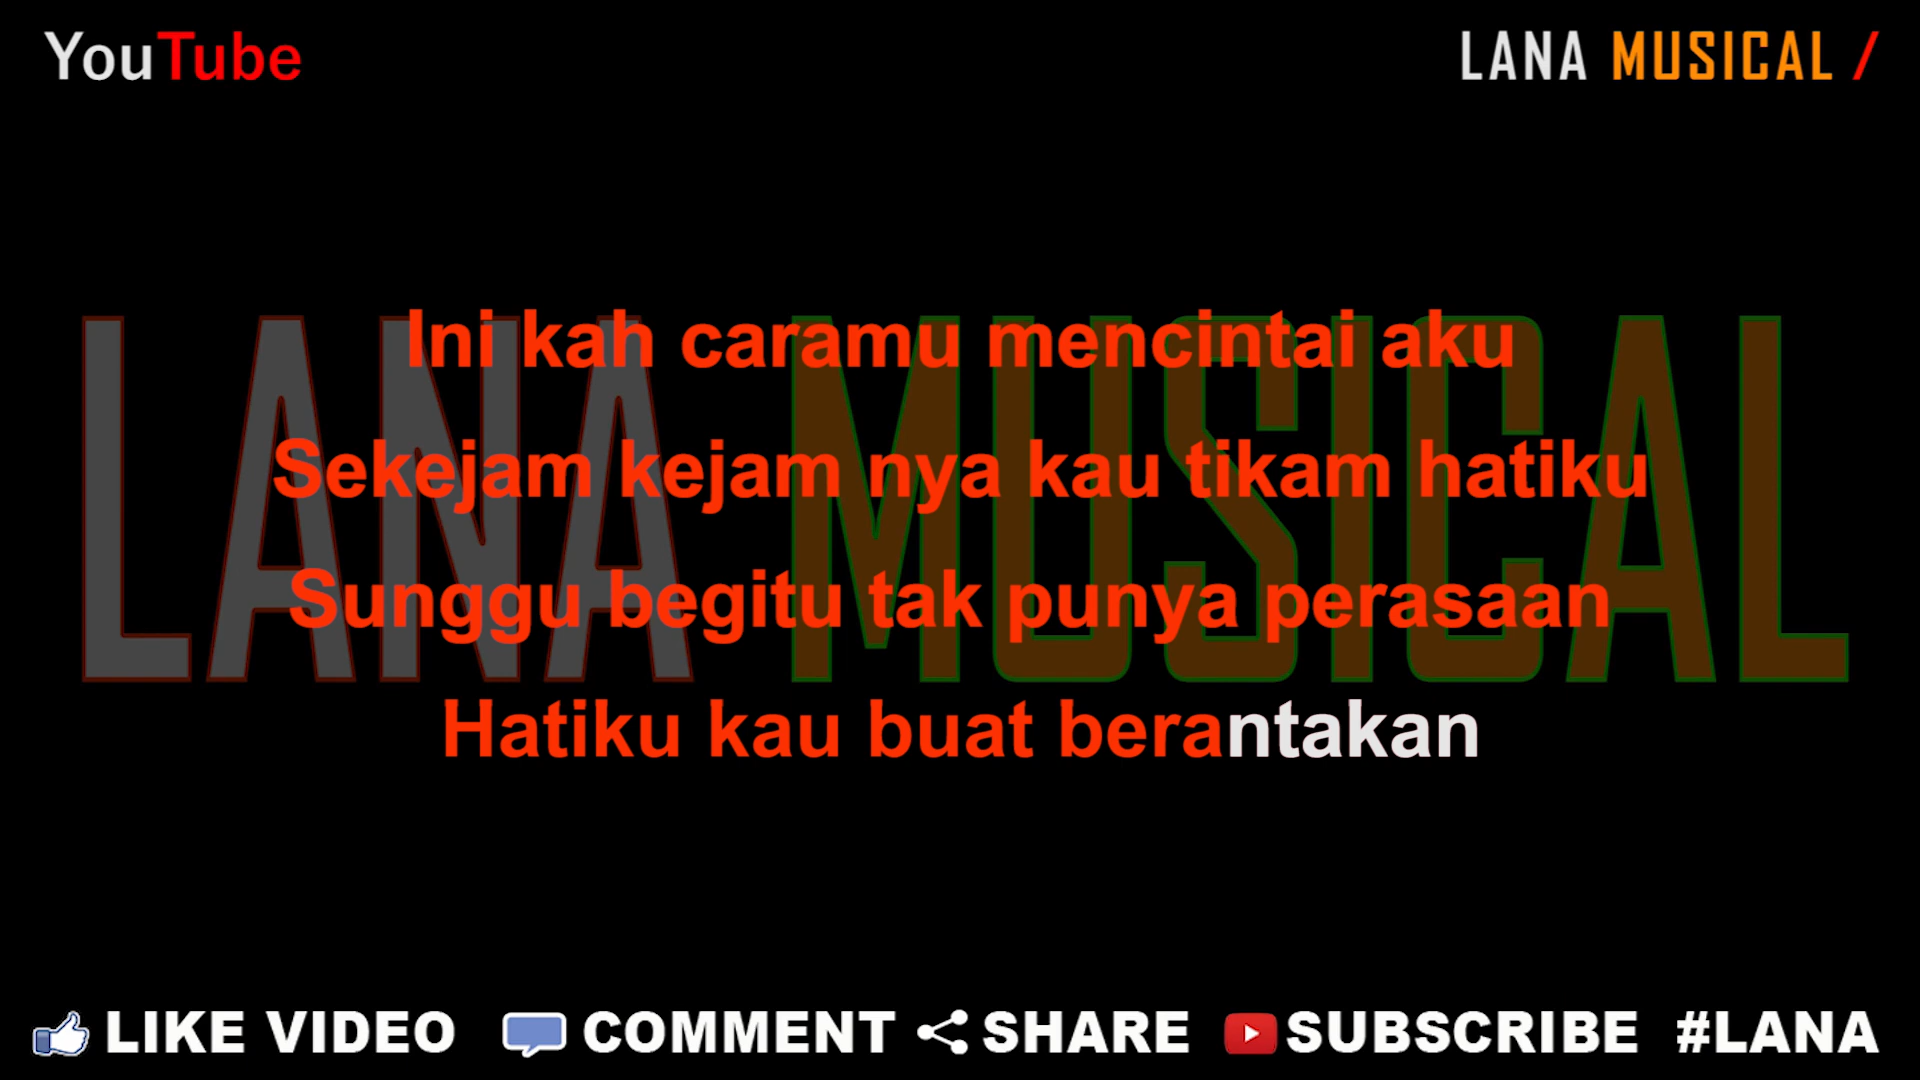 YouTube
LANA MUSICAL /
LANA MUSICAL
Ini kah caramu mencintai aku
Sekejam kejam nya kau tikam hatiku
Sunggu begitu tak punya perasaan
Hatiku kau buat berantakan
LIKE VIDEO COMMENT SHARE SUBSCRIBE #LANA